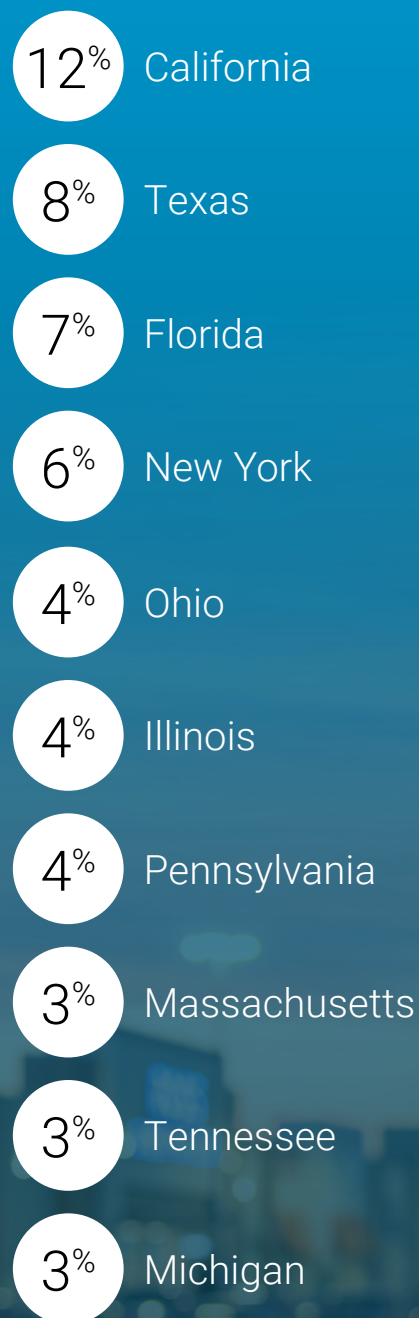 12% California
8% Texas
7% Florida
6% New York
4% Ohio
4% Illinois
4% Pennsylvania
3% Massachusetts
3% Tennessee
3% Michigan